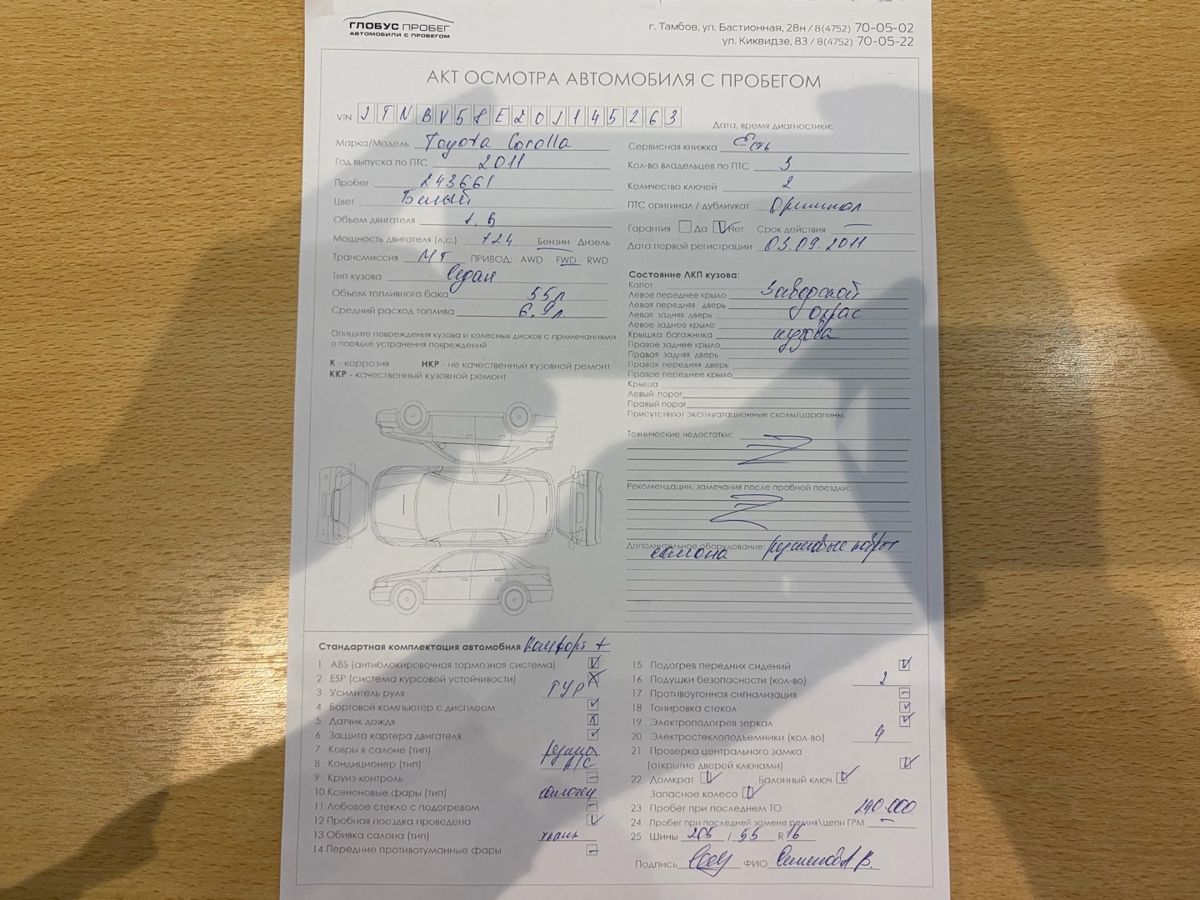 ГЛОБУС ПРОБЕГ
АВТОМОБИЛИ С ПРОБЕГОМ
г. Тамбов, ул. Бастионная, 28н / 8(4752) 70-05-02
ул. Киквидзе, 83 / 8(4752) 70-05-22
АКТ ОСМОТРА АВТОМОБИЛЯ С ПРОБЕГОМ
VIN JTNBV58E20J145263
Дата, время диагностики:
Марка/Модель Toyota Corolla
Год выпуска по ПТС 2011
Пробег 243661
Цвет Белый
Объем двигателя 1,6
Мощность двигателя (л.с.) 124 Бензин Дизель
Трансмиссия МТ ПРИВОД: AWD FWD RWD
Тип кузова Седан
Объем топливного бака 55л
Средний расход топлива 6.9л.
Опишите повреждения кузова и колесных дисков с примечаниями
о порядке устранения повреждений
К - коррозия НКР - не качественный кузовной ремонт
ККР - качественный кузовной ремонт
Сервисная книжка Есть
Кол-во владельцев по ПТС 3
Количество ключей 2
ПТС оригинал / дубликат Оригинал
Гарантия Да Нет Срок действия —
Дата первой регистрации 03.09.2011
Состояние ЛКП кузова:
Капот Заводской
Левое переднее крыло
Левая передняя дверь окрас
Левая задняя дверь
Левое заднее крыло кузова
Крышка багажника
Правое заднее крыло
Правая задняя дверь
Правая передняя дверь
Правое переднее крыло
Крыша
Левый порог
Правый порог
Присутствуют эксплуатационные сколы/царапины:
Технические недостатки:
Рекомендации, замечания после пробной поездки:
Дополнительное оборудование: резиновые ковры
салона
Стандартная комплектация автомобиля Комфорт +
1 ABS (антиблокировочная тормозная система)
2 ESP (система курсовой устойчивости)
3 Усилитель руля ГУР
4 Бортовой компьютер с дисплеем
5 Датчик дождя
6 Защита картера двигателя
7 Ковры в салоне (тип)
8 Кондиционер (тип) A/C
9 Круиз контроль
10 Ксеноновые фары (тип)
11 Лобовое стекло с подогревом
12 Пробная поездка проведена
13 Обивка салона (тип)
14 Передние противотуманные фары
15 Подогрев передних сидений
16 Подушки безопасности (кол-во) 2
17 Противоугонная сигнализация
18 Тонировка стекол
19 Электроподогрев зеркал
20 Электростеклоподъемники (кол-во) 4
21 Проверка центрального замка
(открытие дверей ключами)
22 Домкрат Балонный ключ
Запасное колесо
23 Пробег при последнем ТО 240.000
24 Пробег при последней замене ремня\цепи ГРМ —
25 Шины 205 / 55 R 16
Подпись ФИО